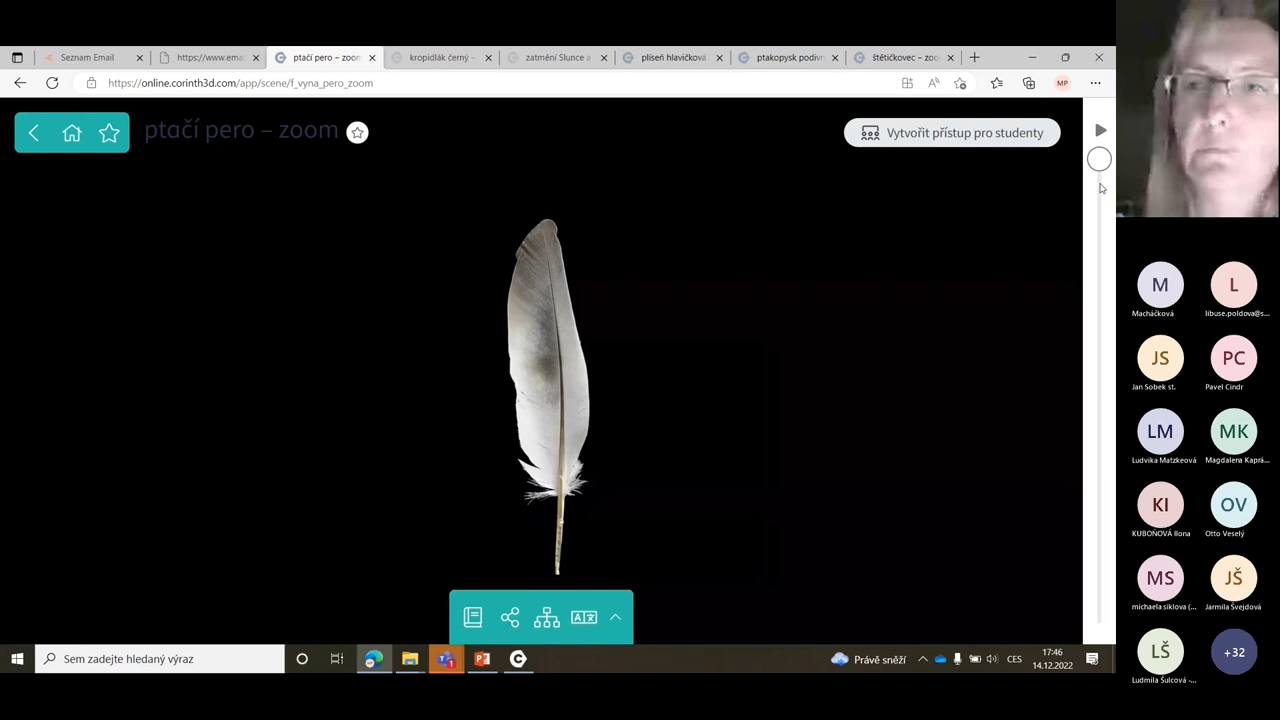 Seznam Email
https://www.ema
ptačí pero – zoom
kropidlák černý -
zatmění Slunce a
plíseň hlavičková
ptakopysk podivn
štětičkovec – zoo
https://online.corinth3d.com/app/scene/f_vyna_pero_zoom
MP
ptačí pero – zoom
Vytvořit přístup pro studenty
M
L
Macháčková
libuse.poldova@s...
JS
PC
Jan Sobek st.
Pavel Cindr
LM
MK
Ludvika Matzkeová
Magdalena Kaprá...
KI
OV
KUBOŇOVÁ Ilona
Otto Veselý
MS
JŠ
michaela siklova (...
Jarmila Švejdová
LŠ
+32
Ludmila Šulcová -...
Sem zadejte hledaný výraz
Právě sněží
CES
17:46
14.12.2022